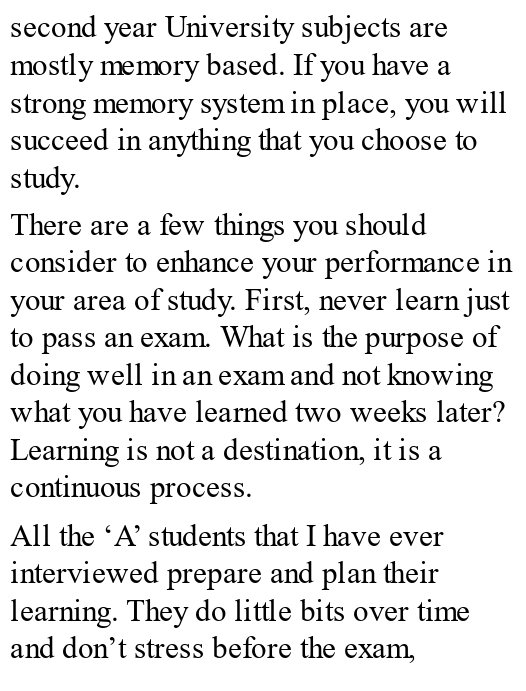 second year University subjects are
mostly memory based. If you have a
strong memory system in place, you will
succeed in anything that you choose to
study.
There are a few things you should
consider to enhance your performance in
your area of study. First, never learn just
to pass an exam. What is the purpose of
doing well in an exam and not knowing
what you have learned two weeks later?
Learning is not a destination, it is a
continuous process.
All the ‘A’ students that I have ever
interviewed prepare and plan their
learning. They do little bits over time
and don’t stress before the exam,